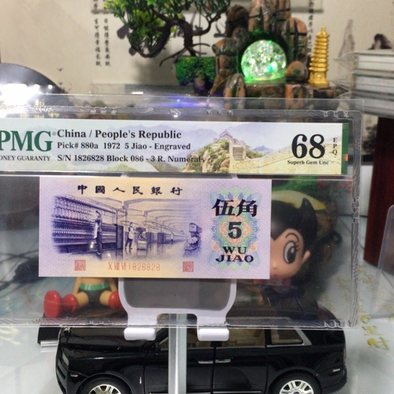 PMG
MONEY GUARANTY
China / People's Republic
Pick# 880a 1972 5 Jiao - Engraved
S/N 1826828 Block 086 - 3 R. Numerals
68 EPQ
Superb Gem Unc
中國人民銀行
伍角
5
WU
JIAO
1826828